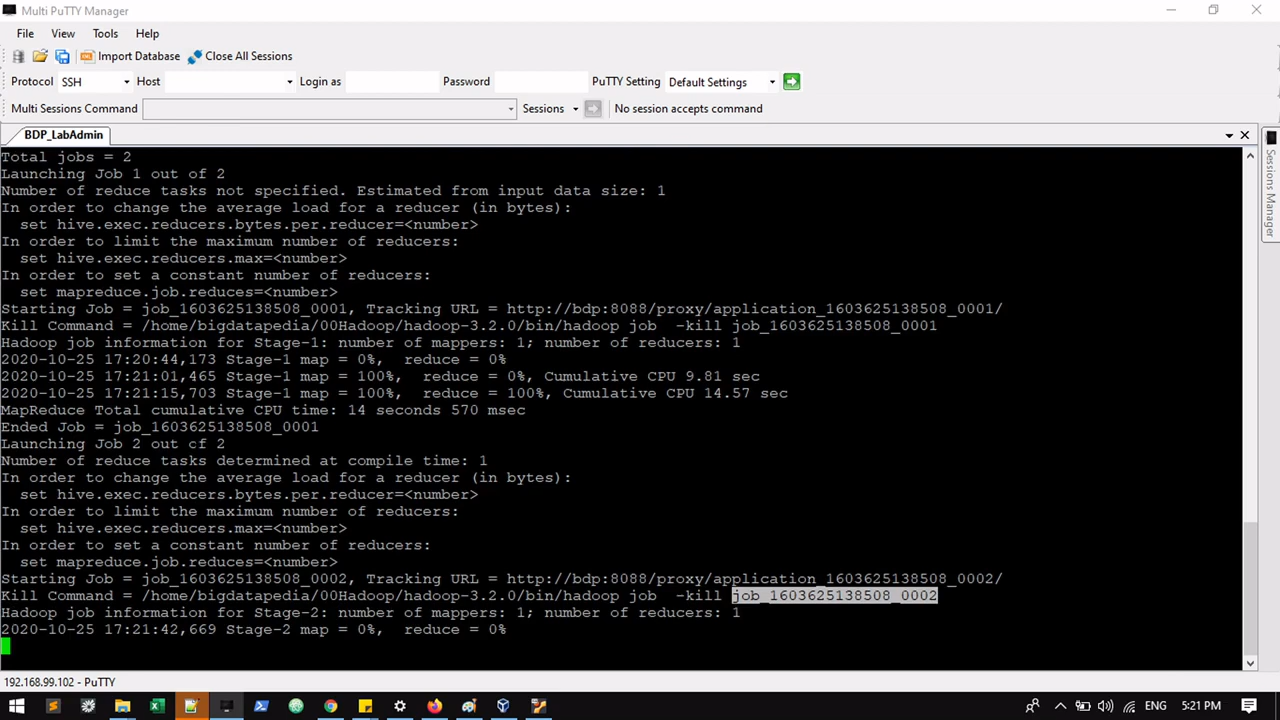 Multi PuTTY Manager
File View Tools Help
Import Database Close All Sessions
Protocol SSH Host Login as Password PuTTY Setting Default Settings
Multi Sessions Command Sessions No session accepts command
BDP_LabAdmin
Sessions Manager
Total jobs = 2
Launching Job 1 out of 2
Number of reduce tasks not specified. Estimated from input data size: 1
In order to change the average load for a reducer (in bytes):
  set hive.exec.reducers.bytes.per.reducer=<number>
In order to limit the maximum number of reducers:
  set hive.exec.reducers.max=<number>
In order to set a constant number of reducers:
  set mapreduce.job.reduces=<number>
Starting Job = job_1603625138508_0001, Tracking URL = http://bdp:8088/proxy/application_1603625138508_0001/
Kill Command = /home/bigdatapedia/00Hadoop/hadoop-3.2.0/bin/hadoop job  -kill job_1603625138508_0001
Hadoop job information for Stage-1: number of mappers: 1; number of reducers: 1
2020-10-25 17:20:44,173 Stage-1 map = 0%,  reduce = 0%
2020-10-25 17:21:01,465 Stage-1 map = 100%,  reduce = 0%, Cumulative CPU 9.81 sec
2020-10-25 17:21:15,703 Stage-1 map = 100%,  reduce = 100%, Cumulative CPU 14.57 sec
MapReduce Total cumulative CPU time: 14 seconds 570 msec
Ended Job = job_1603625138508_0001
Launching Job 2 out of 2
Number of reduce tasks determined at compile time: 1
In order to change the average load for a reducer (in bytes):
  set hive.exec.reducers.bytes.per.reducer=<number>
In order to limit the maximum number of reducers:
  set hive.exec.reducers.max=<number>
In order to set a constant number of reducers:
  set mapreduce.job.reduces=<number>
Starting Job = job_1603625138508_0002, Tracking URL = http://bdp:8088/proxy/application_1603625138508_0002/
Kill Command = /home/bigdatapedia/00Hadoop/hadoop-3.2.0/bin/hadoop job  -kill job_1603625138508_0002
Hadoop job information for Stage-2: number of mappers: 1; number of reducers: 1
2020-10-25 17:21:42,669 Stage-2 map = 0%,  reduce = 0%
192.168.99.102 - PuTTY
ENG 5:21 PM